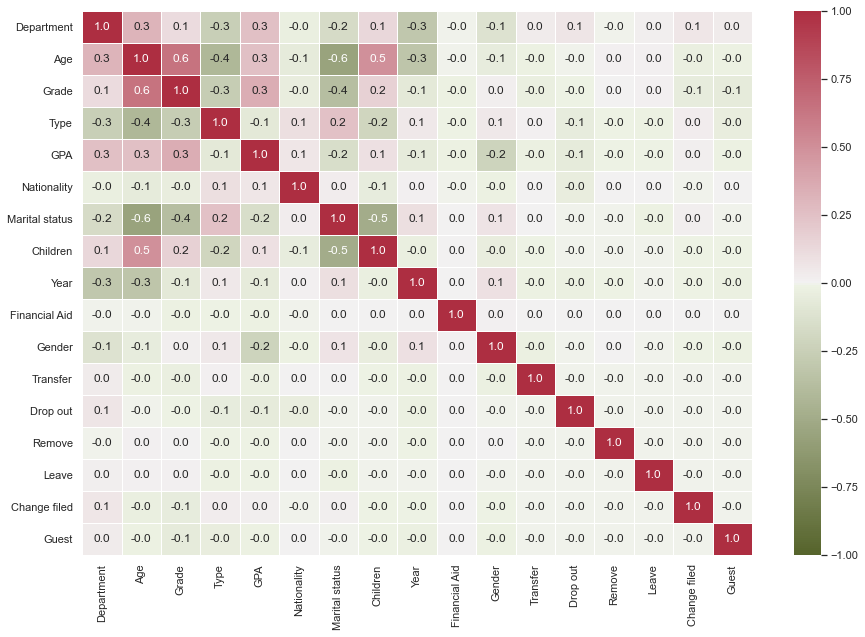 Department 1.0 0.3 0.1 -0.3 0.3 -0.0 -0.2 0.1 -0.3 -0.0 -0.1 0.0 0.1 -0.0 0.0 0.1 0.0
Age 0.3 1.0 0.6 -0.4 0.3 -0.1 -0.6 0.5 -0.3 -0.0 -0.1 -0.0 -0.0 0.0 0.0 -0.0 -0.0
Grade 0.1 0.6 1.0 -0.3 0.3 -0.0 -0.4 0.2 -0.1 -0.0 0.0 -0.0 -0.0 0.0 0.0 -0.1 -0.1
Type -0.3 -0.4 -0.3 1.0 -0.1 0.1 0.2 -0.2 0.1 -0.0 0.1 0.0 -0.1 -0.0 -0.0 0.0 -0.0
GPA 0.3 0.3 0.3 -0.1 1.0 0.1 -0.2 0.1 -0.1 -0.0 -0.2 -0.0 -0.1 -0.0 -0.0 0.0 -0.0
Nationality -0.0 -0.1 -0.0 0.1 0.1 1.0 0.0 -0.1 0.0 -0.0 -0.0 0.0 -0.0 0.0 0.0 -0.0 0.0
Marital status -0.2 -0.6 -0.4 0.2 -0.2 0.0 1.0 -0.5 0.1 0.0 0.1 0.0 -0.0 -0.0 -0.0 0.0 -0.0
Children 0.1 0.5 0.2 -0.2 0.1 -0.1 -0.5 1.0 -0.0 0.0 -0.0 -0.0 -0.0 0.0 0.0 -0.0 -0.0
Year -0.3 -0.3 -0.1 0.1 -0.1 0.0 0.1 -0.0 1.0 0.0 0.1 -0.0 -0.0 -0.0 -0.0 -0.0 -0.0
Financial Aid -0.0 -0.0 -0.0 -0.0 -0.0 -0.0 0.0 0.0 0.0 1.0 0.0 0.0 0.0 0.0 0.0 0.0 0.0
Gender -0.1 -0.1 0.0 0.1 -0.2 -0.0 0.1 -0.0 0.1 0.0 1.0 -0.0 -0.0 0.0 -0.0 -0.0 -0.0
Transfer 0.0 -0.0 -0.0 0.0 -0.0 0.0 0.0 -0.0 -0.0 0.0 -0.0 1.0 -0.0 -0.0 -0.0 -0.0 -0.0
Drop out 0.1 -0.0 -0.0 -0.1 -0.1 -0.0 -0.0 -0.0 -0.0 0.0 -0.0 -0.0 1.0 -0.0 -0.0 -0.0 -0.0
Remove -0.0 0.0 0.0 -0.0 -0.0 0.0 -0.0 0.0 -0.0 0.0 0.0 -0.0 -0.0 1.0 -0.0 -0.0 -0.0
Leave 0.0 0.0 0.0 -0.0 -0.0 0.0 -0.0 0.0 -0.0 0.0 -0.0 -0.0 -0.0 -0.0 1.0 -0.0 -0.0
Change filed 0.1 -0.0 -0.1 0.0 0.0 -0.0 0.0 -0.0 -0.0 0.0 -0.0 -0.0 -0.0 -0.0 -0.0 1.0 -0.0
Guest 0.0 -0.0 -0.1 -0.0 -0.0 0.0 -0.0 -0.0 -0.0 0.0 -0.0 -0.0 -0.0 -0.0 -0.0 -0.0 1.0
Department Age Grade Type GPA Nationality Marital status Children Year Financial Aid Gender Transfer Drop out Remove Leave Change filed Guest
1.00
0.75
0.50
0.25
0.00
−0.25
−0.50
−0.75
−1.00